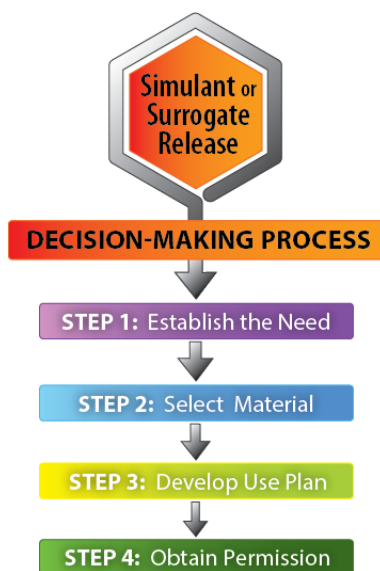 Simulant or
Surrogate
Release
DECISION-MAKING PROCESS
STEP 1: Establish the Need
STEP 2: Select Material
STEP 3: Develop Use Plan
STEP 4: Obtain Permission